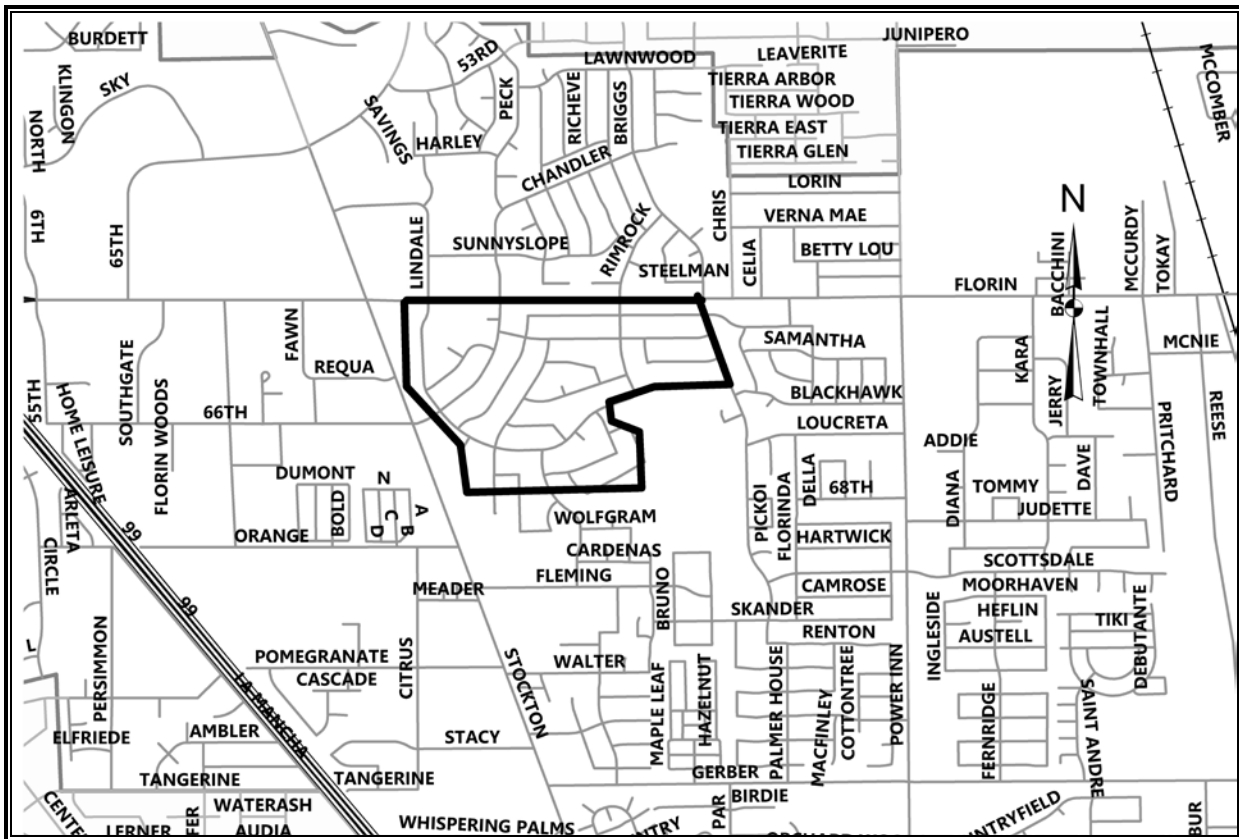 BURDETT
KLINGON
SKY
NORTH
6TH
65TH
53RD
PECK
SAVINGS
HARLEY
RICHEVE
BRIGGS
LAWNWOOD
LEAVERITE
JUNIPERO
TIERRA ARBOR
TIERRA WOOD
TIERRA EAST
TIERRA GLEN
MCCOMBER
CHANDLER
LORIN
CHRIS
VERNA MAE
BETTY LOU
CELIA
LINDALE
SUNNYSLOPE
RIMROCK
STEELMAN
N
FLORIN
BACCHINI
MCCURDY
TOKAY
FAWN
REQUA
SAMANTHA
KARA
TOWNHALL
MCNIE
55TH
HOME LEISURE
SOUTHGATE
FLORIN WOODS
66TH
BLACKHAWK
LOUCRETA
JERRY
PRITCHARD
REESE
ADDIE
DUMONT
BOLD
N
A
B
C
D
ARLETA
99
ORANGE
CIRCLE
WOLFGRAM
CARDENAS
FLEMING
BRUNO
PICKOI
FLORINDA
DELLA
68TH
HARTWICK
DIANA
TOMMY
DAVE
JUDETTE
SCOTTSDALE
MEADER
99
SKANDER
CAMROSE
RENTON
MOORHAVEN
HEFLIN
AUSTELL
INGLESIDE
TIKI
DEBUTANTE
L
PERSIMMON
POMEGRANATE
CASCADE
CITRUS
STOCKTON
WALTER
MAPLE LEAF
HAZELNUT
PALMER HOUSE
MACFINLEY
COTTONTREE
POWER INN
FERNRIDGE
SAINT ANDRE
LA MANCHA
ELFRIEDE
AMBLER
STACY
TANGERINE
TANGERINE
GERBER
CENTE
WATERASH
LERNER
FER
AUDIA
WHISPERING PALMS
NTRY
PAR
BIRDIE
NTRYFIELD
BUR